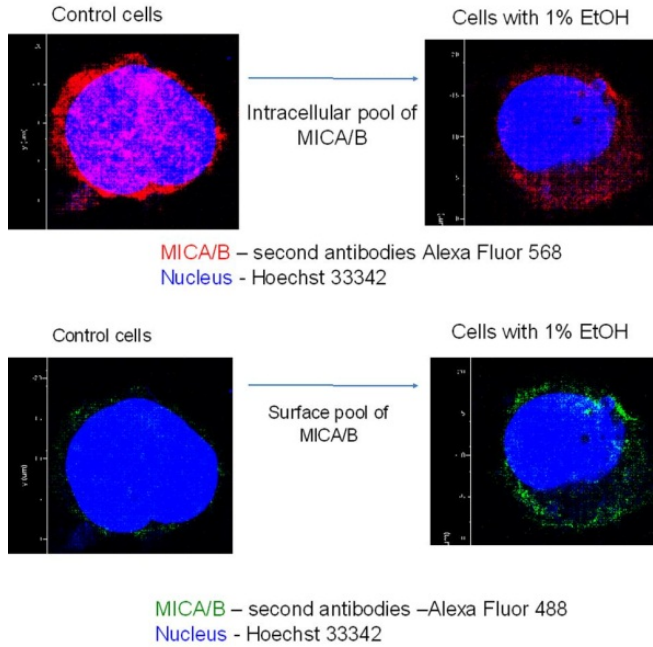 Control cells
Cells with 1% EtOH
Intracellular pool of
MICA/B
MICA/B – second antibodies Alexa Fluor 568
Nucleus - Hoechst 33342
Control cells
Cells with 1% EtOH
Surface pool of
MICA/B
y (um)
MICA/B – second antibodies –Alexa Fluor 488
Nucleus - Hoechst 33342